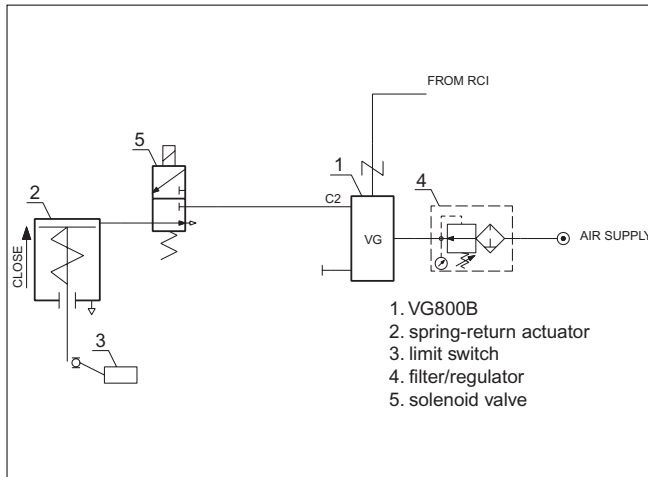 FROM RCI
5
1
4
2
C2
VG
AIR SUPPLY
CLOSE
3
1. VG800B
2. spring-return actuator
3. limit switch
4. filter/regulator
5. solenoid valve